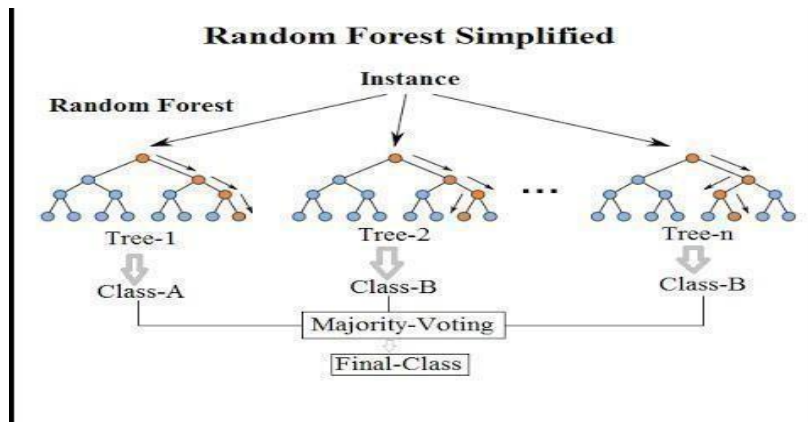 Random Forest Simplified
Instance
Random Forest
...
Tree-1
Tree-2
Tree-n
Class-A
Class-B
Class-B
Majority-Voting
Final-Class